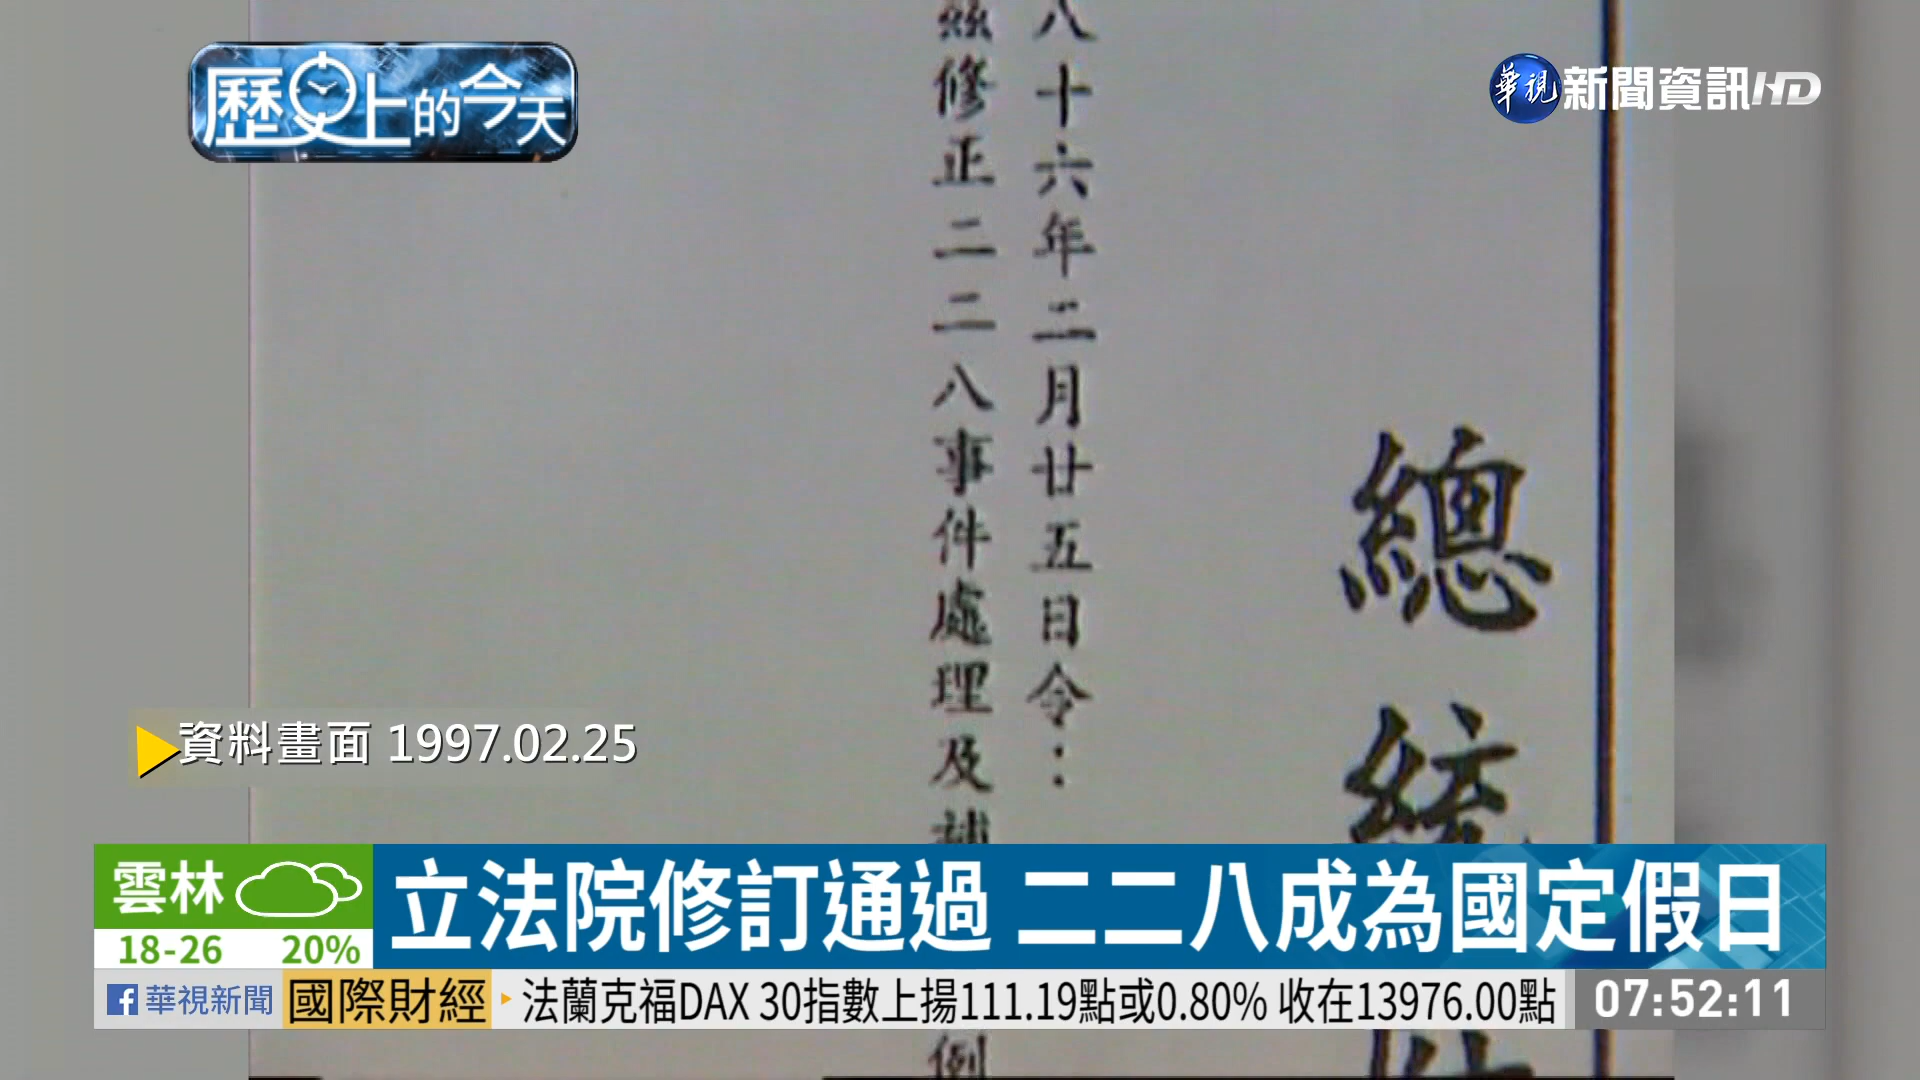 歷史上的今天
華視 新聞資訊HD
總統
八十六年二月廿五日令：
茲修正二二八事件處理及補
例
資料畫面 1997.02.25
雲林
18-26 20%
立法院修訂通過 二二八成為國定假日
華視新聞 國際財經 法蘭克福DAX 30指數上揚111.19點或0.80% 收在13976.00點 07:52:11